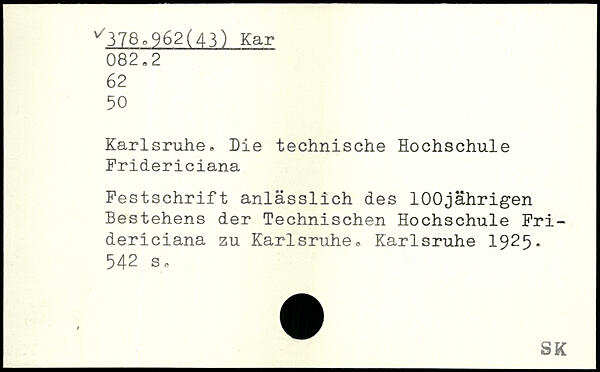 √378.962(43) Kar
082.2
62
50
Karlsruhe. Die technische Hochschule
Fridericiana
Festschrift anlässlich des 100jährigen
Bestehens der Technischen Hochschule Fri-
dericiana zu Karlsruhe. Karlsruhe 1925.
542 s.
SK